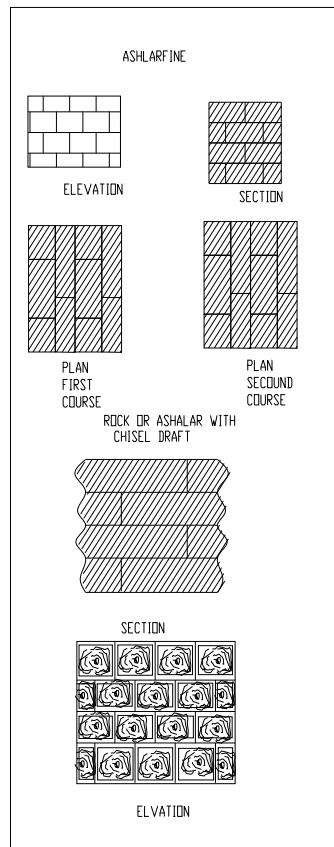 ASHLARFINE
ELEVATION
SECTION
PLAN
FIRST
COURSE
PLAN
SECOUND
COURSE
ROCK OR ASHALAR WITH
CHISEL DRAFT
SECTION
ELVATION